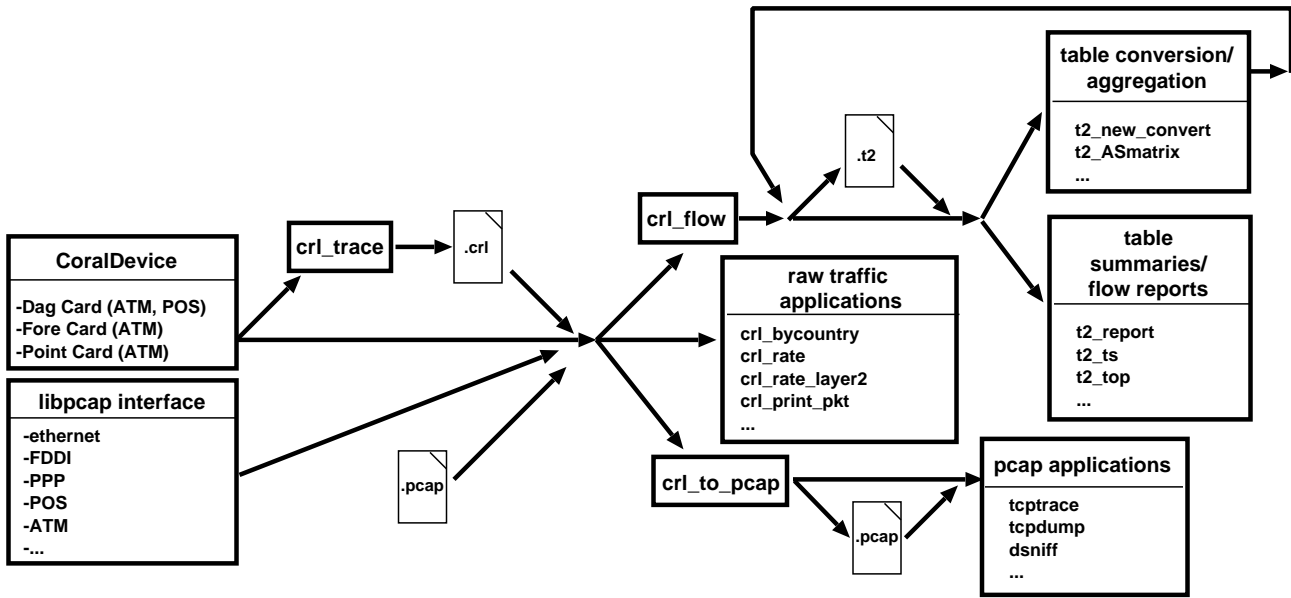 CoralDevice
-Dag Card (ATM, POS)
-Fore Card (ATM)
-Point Card (ATM)
libpcap interface
-ethernet
-FDDI
-PPP
-POS
-ATM
-...
crl_trace
.crl
.pcap
crl_flow
raw traffic
applications
crl_bycountry
crl_rate
crl_rate_layer2
crl_print_pkt
...
crl_to_pcap
.t2
.pcap
table conversion/
aggregation
t2_new_convert
t2_ASmatrix
...
table
summaries/
flow reports
t2_report
t2_ts
t2_top
...
pcap applications
tcptrace
tcpdump
dsniff
...